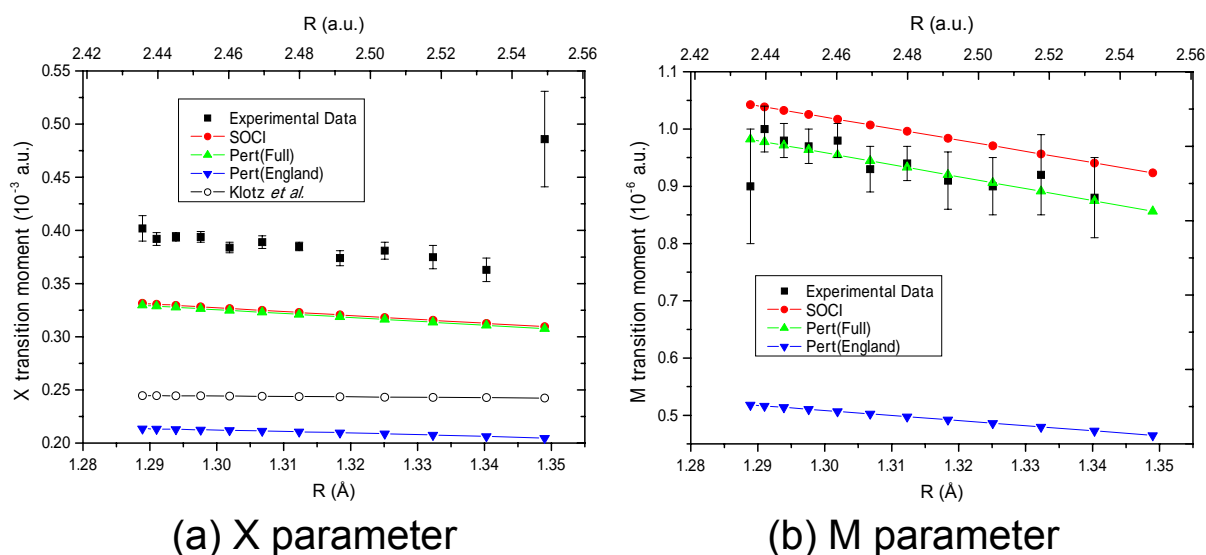 R (a.u.)
2.42 2.44 2.46 2.48 2.50 2.52 2.54 2.56
0.55
0.50
0.45
0.40
0.35
0.30
0.25
0.20
X transition moment (10⁻³ a.u.)
Experimental Data
SOCI
Pert(Full)
Pert(England)
Klotz et al.
1.28 1.29 1.30 1.31 1.32 1.33 1.34 1.35
R (Å)
(a) X parameter
R (a.u.)
2.42 2.44 2.46 2.48 2.50 2.52 2.54 2.56
1.1
1.0
0.9
0.8
0.7
0.6
0.5
M transition moment (10⁻⁶ a.u.)
Experimental Data
SOCI
Pert(Full)
Pert(England)
1.28 1.29 1.30 1.31 1.32 1.33 1.34 1.35
R (Å)
(b) M parameter